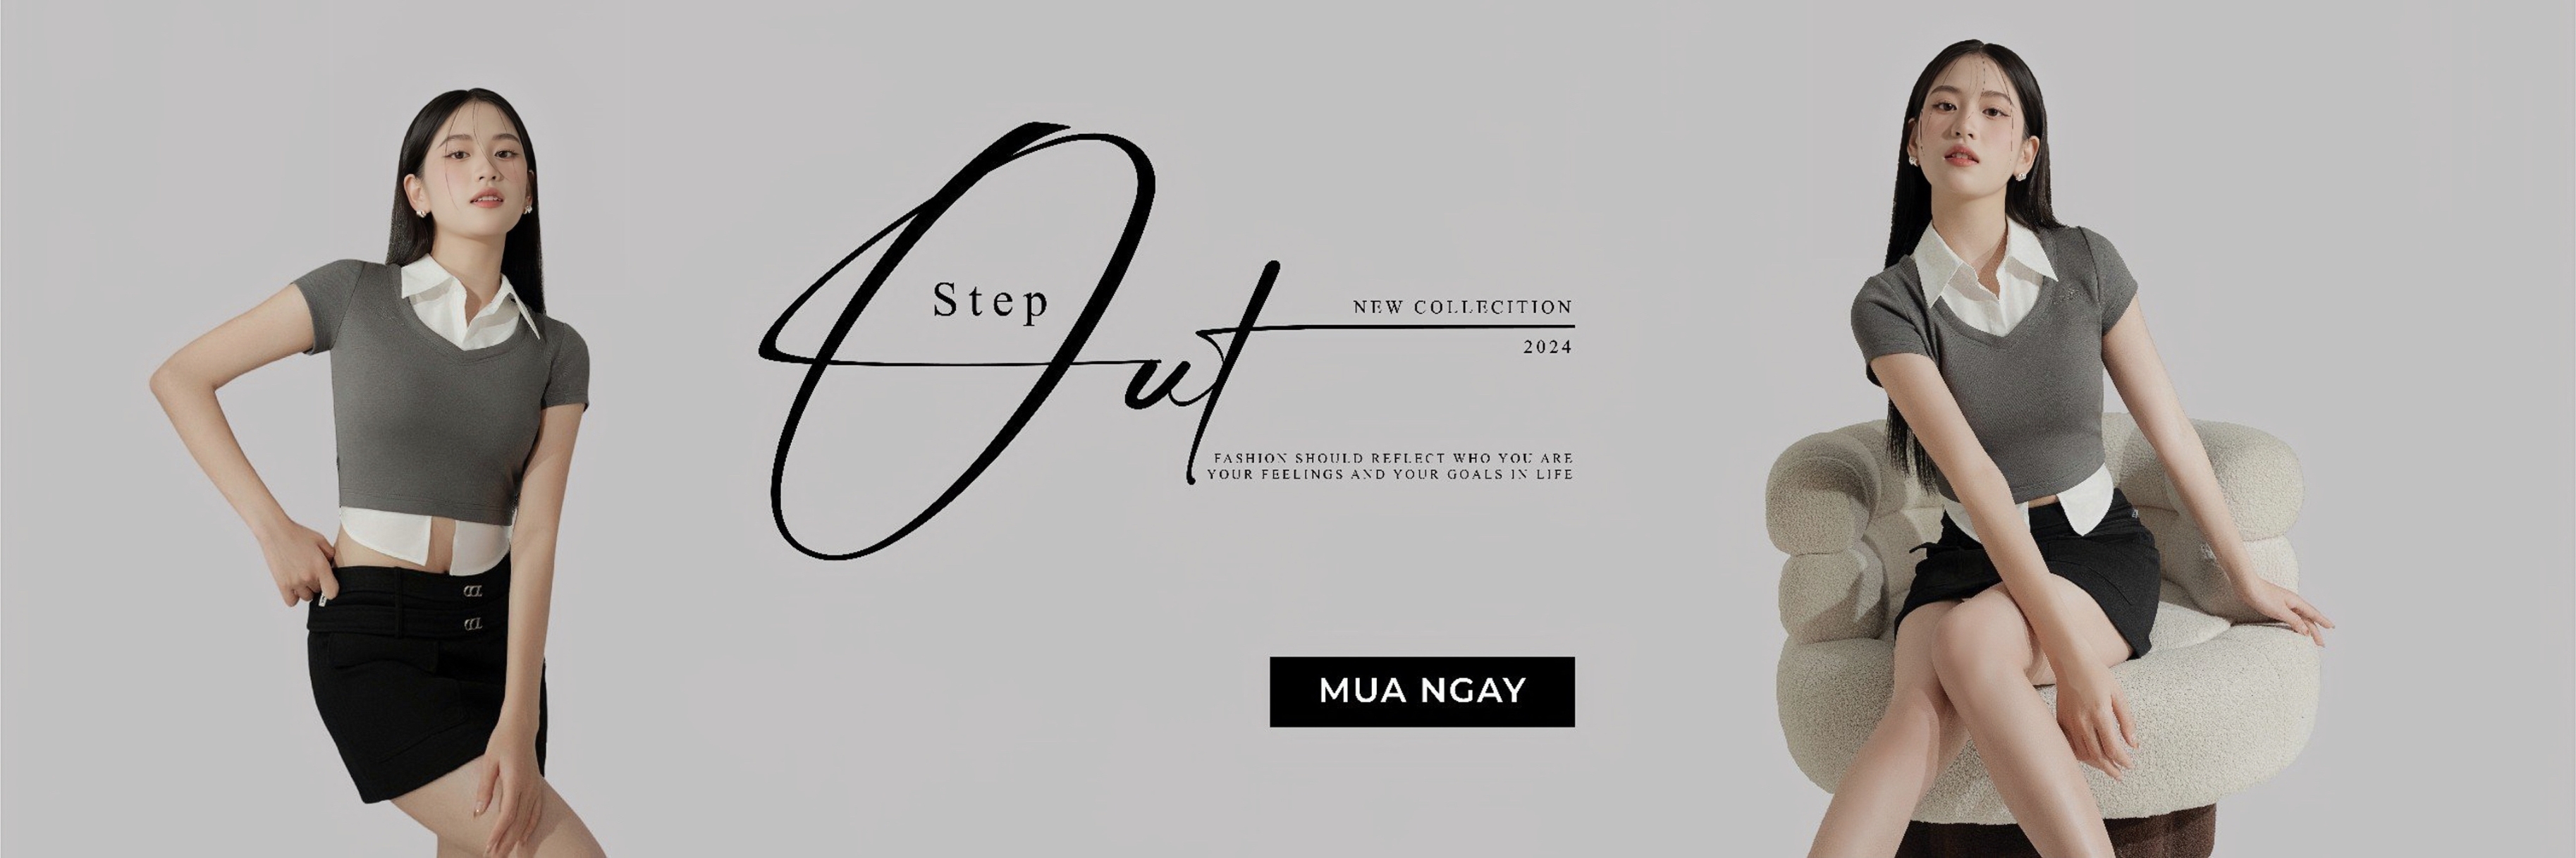 Step
Out
NEW COLLECITION
2024
FASHION SHOULD REFLECT WHO YOU ARE
YOUR FEELINGS AND YOUR GOALS IN LIFE
MUA NGAY